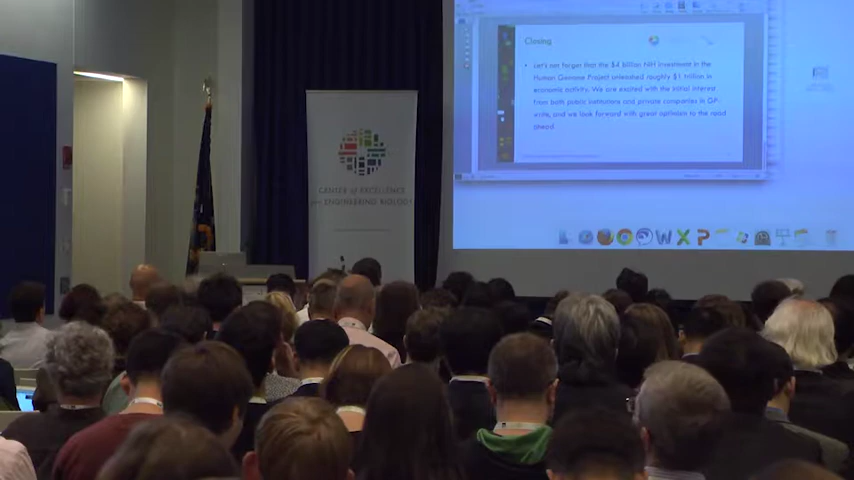 Closing
• Let's not forget that the $4 billion NIH investment in the
Human Genome Project unleashed roughly $1 trillion in
economic activity. We are excited with the initial interest
from both public institutions and private companies in GP-
write, and we look forward with great optimism to the road
ahead
CENTER of EXCELLENCE
for ENGINEERING BIOLOGY